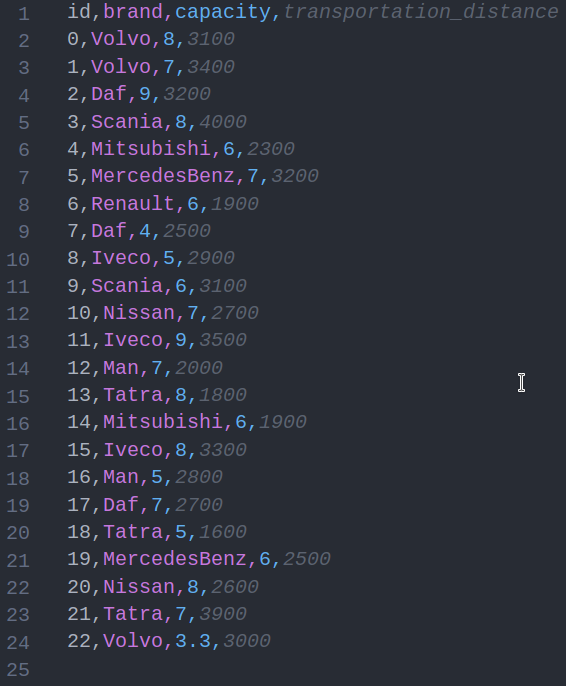 1 id,brand,capacity,transportation_distance
2 0,Volvo,8,3100
3 1,Volvo,7,3400
4 2,Daf,9,3200
5 3,Scania,8,4000
6 4,Mitsubishi,6,2300
7 5,MercedesBenz,7,3200
8 6,Renault,6,1900
9 7,Daf,4,2500
10 8,Iveco,5,2900
11 9,Scania,6,3100
12 10,Nissan,7,2700
13 11,Iveco,9,3500
14 12,Man,7,2000
15 13,Tatra,8,1800
16 14,Mitsubishi,6,1900
17 15,Iveco,8,3300
18 16,Man,5,2800
19 17,Daf,7,2700
20 18,Tatra,5,1600
21 19,MercedesBenz,6,2500
22 20,Nissan,8,2600
23 21,Tatra,7,3900
24 22,Volvo,3.3,3000
25